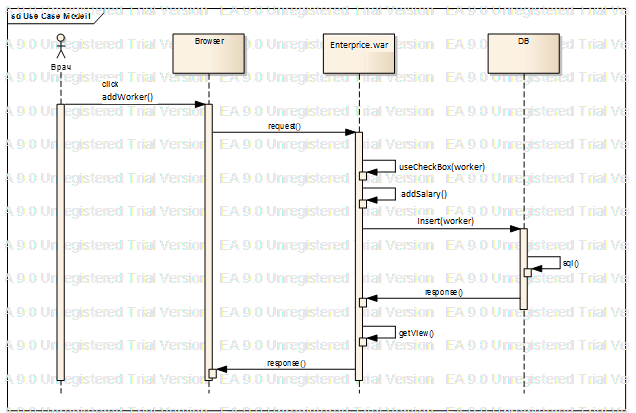 sd Use Case Model1
EA 9.0 Unregistered Trial Version
Врач
Browser
Enterprice.war
DB
click
addWorker()
request()
useCheckBox(worker)
addSalary()
Insert(worker)
sql()
response()
getView()
response()